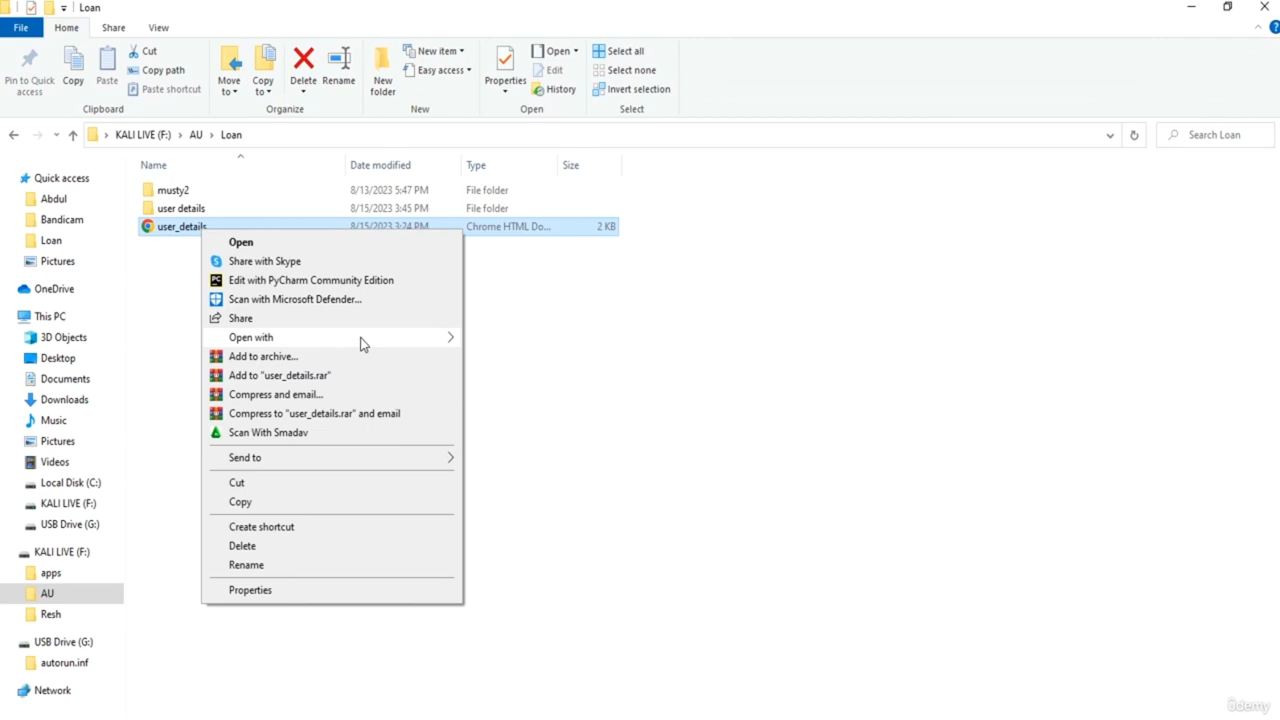 Loan
File Home Share View
Pin to Quick access
Copy
Paste
Cut
Copy path
Paste shortcut
Clipboard
Move to
Copy to
Delete
Rename
Organize
New folder
New item
Easy access
New
Properties
Open
Edit
History
Open
Select all
Select none
Invert selection
Select
KALI LIVE (F:) > AU > Loan
Search Loan
Name Date modified Type Size
musty2 8/13/2023 5:47 PM File folder
user details 8/15/2023 3:45 PM File folder
user_details 8/15/2023 3:24 PM Chrome HTML Do... 2 KB
Open
Share with Skype
Edit with PyCharm Community Edition
Scan with Microsoft Defender...
Share
Open with
Add to archive...
Add to "user_details.rar"
Compress and email...
Compress to "user_details.rar" and email
Scan With Smadav
Send to
Cut
Copy
Create shortcut
Delete
Rename
Properties
Quick access
Abdul
Bandicam
Loan
Pictures
OneDrive
This PC
3D Objects
Desktop
Documents
Downloads
Music
Pictures
Videos
Local Disk (C:)
KALI LIVE (F:)
USB Drive (G:)
KALI LIVE (F:)
apps
AU
Resh
USB Drive (G:)
autorun.inf
Network
ûdemy